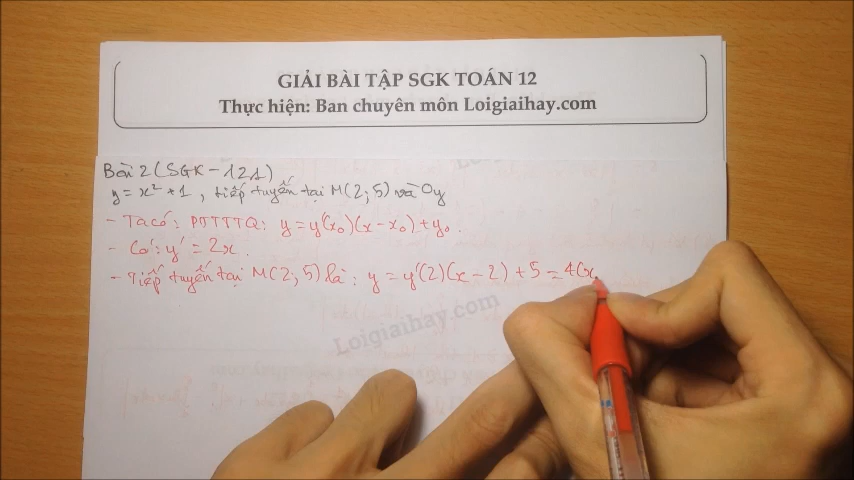 GIẢI BÀI TẬP SGK TOÁN 12
Thực hiện: Ban chuyên môn Loigiaihay.com
Bài 2 (SGK - 121)
y = x² + 1, tiếp tuyến tại M(2; 5) và Oy
- Ta có: PTTTTQ: y = y'(x₀)(x - x₀) + y₀.
- Có: y' = 2x.
- Tiếp tuyến tại M(2; 5) là: y = y'(2)(x - 2) + 5 = 4(x
Loigiaihay.com